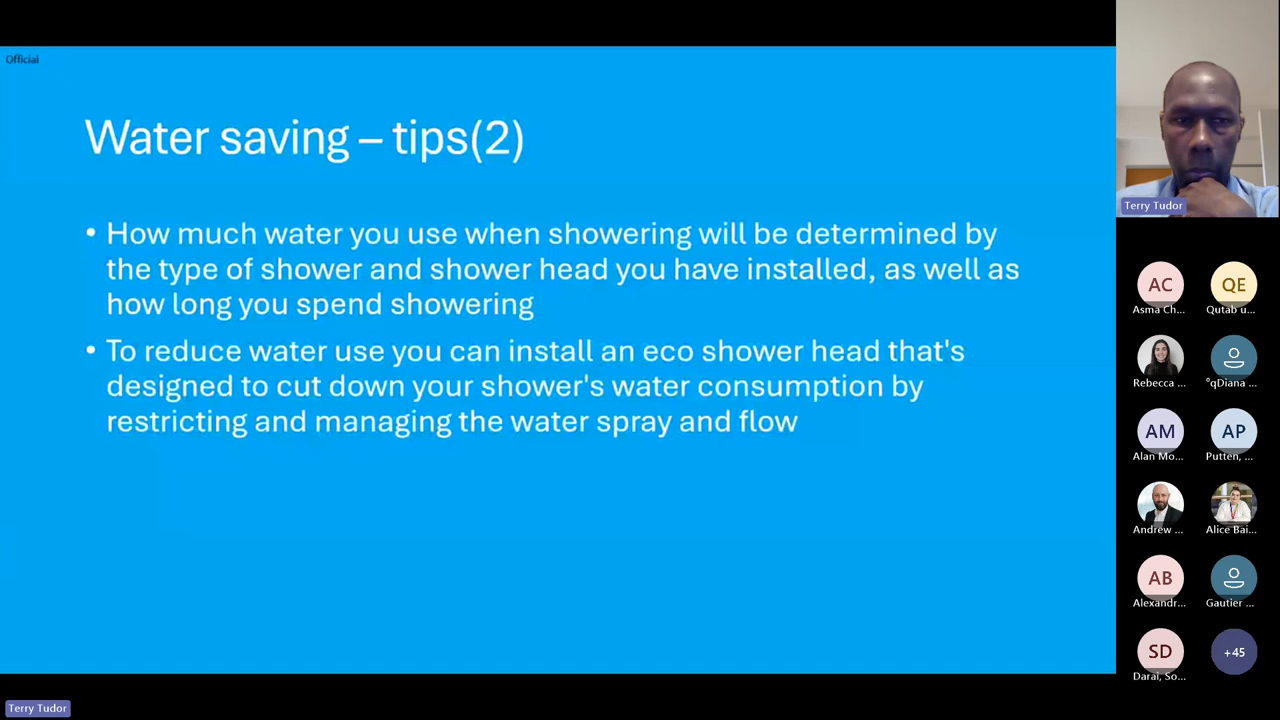 Official
Water saving – tips(2)
• How much water you use when showering will be determined by
the type of shower and shower head you have installed, as well as
how long you spend showering
• To reduce water use you can install an eco shower head that's
designed to cut down your shower's water consumption by
restricting and managing the water spray and flow
Terry Tudor
AC
QE
Asma Ch...
Qutab u...
Rebecca ...
°qDiana ...
AM
AP
Alan Mo...
Putten, ...
Andrew ...
Alice Bai...
AB
Alexandr...
Gautier ...
SD
+45
Darai, So...
Terry Tudor